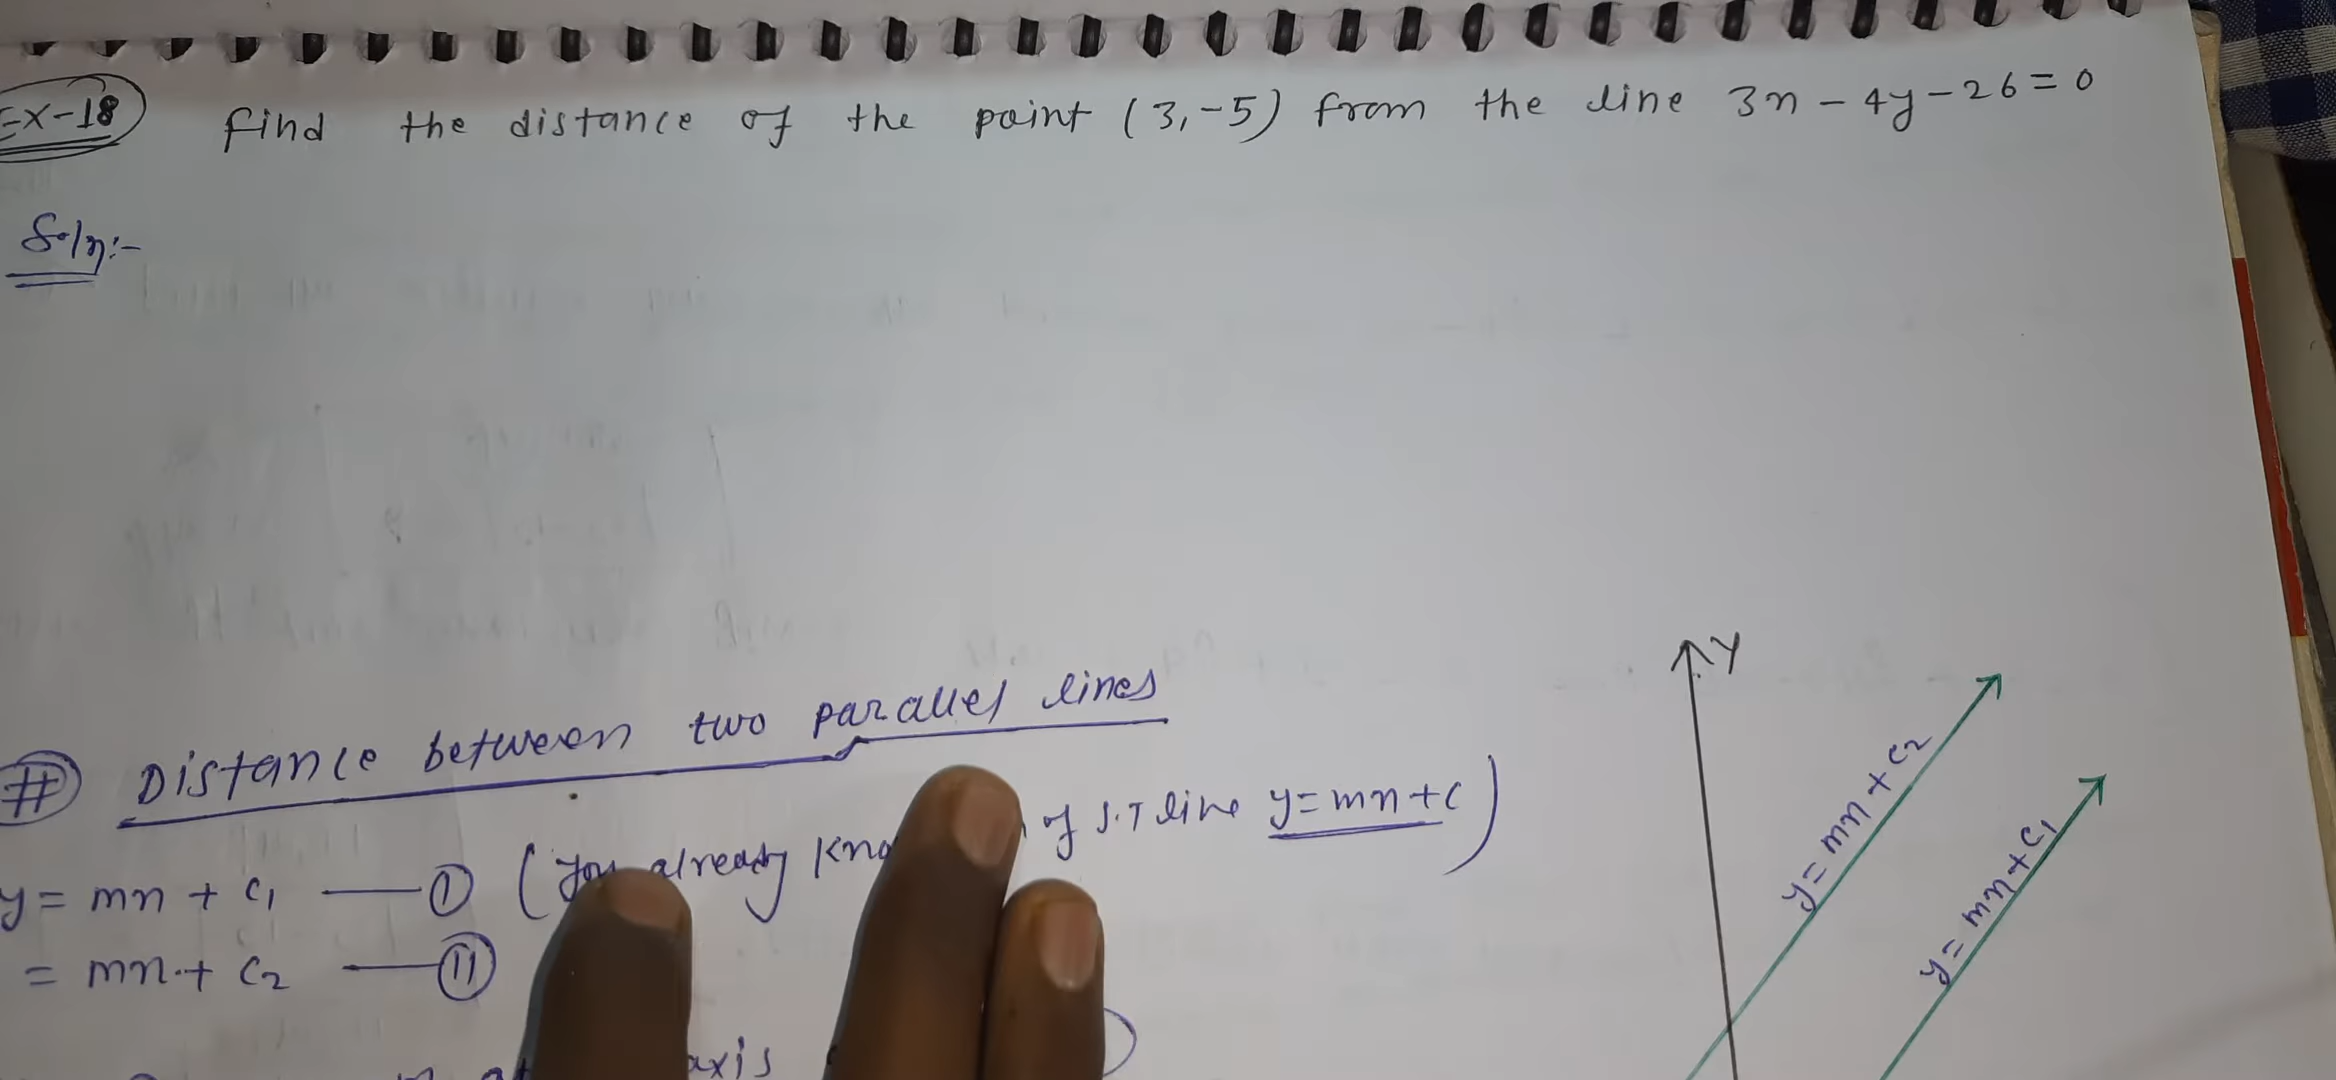 Ex-18 find the distance of the point (3,-5) from the line 3x - 4y - 26 = 0
Soln:-
# Distance between two parallel lines
y = mx + c1 — I (you already of S.T line y = mx + c)
= mx + c2 — II
axis
Y
y = mx + c2
y = mx + c1